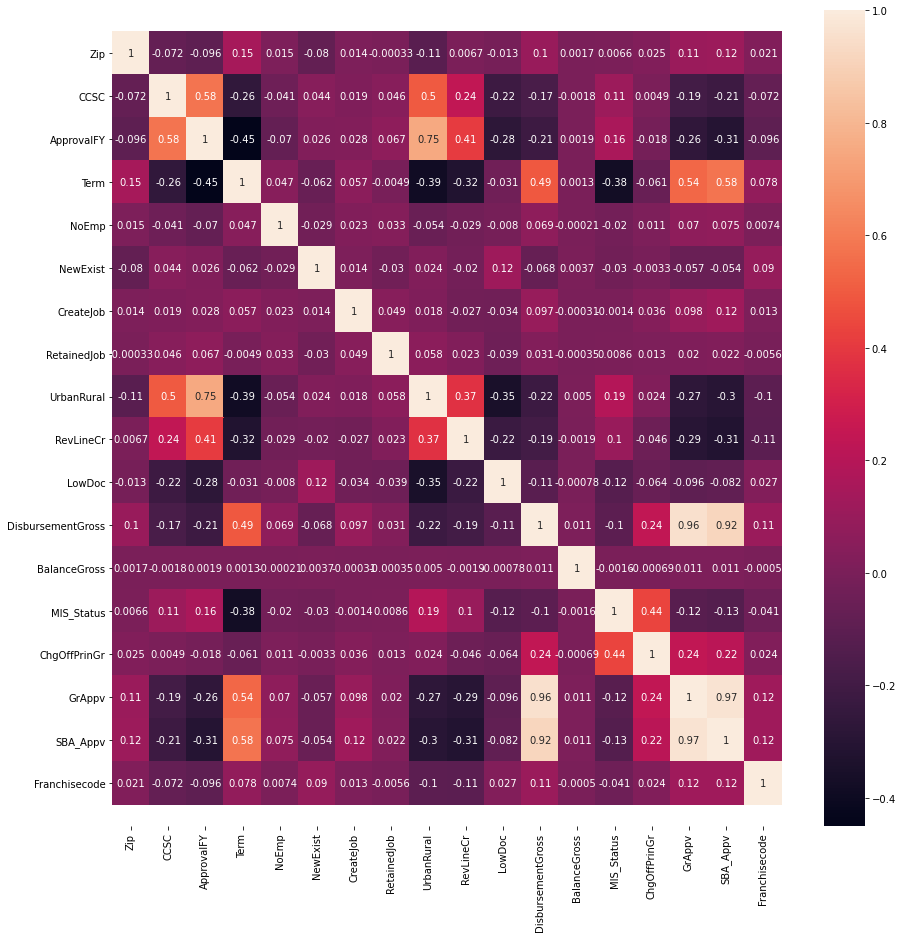 1.0
Zip 1 -0.072 -0.096 0.15 0.015 -0.08 0.014 -0.00033 -0.11 0.0067 -0.013 0.1 0.0017 0.0066 0.025 0.11 0.12 0.021
CCSC -0.072 1 0.58 -0.26 -0.041 0.044 0.019 0.046 0.5 0.24 -0.22 -0.17 -0.0018 0.11 0.0049 -0.19 -0.21 -0.072
0.8
ApprovalFY -0.096 0.58 1 -0.45 -0.07 0.026 0.028 0.067 0.75 0.41 -0.28 -0.21 0.0019 0.16 -0.018 -0.26 -0.31 -0.096
Term 0.15 -0.26 -0.45 1 0.047 -0.062 0.057 -0.0049 -0.39 -0.32 -0.031 0.49 0.0013 -0.38 -0.061 0.54 0.58 0.078
0.6
NoEmp 0.015 -0.041 -0.07 0.047 1 -0.029 0.023 0.033 -0.054 -0.029 -0.008 0.069 -0.00021 -0.02 0.011 0.07 0.075 0.0074
NewExist -0.08 0.044 0.026 -0.062 -0.029 1 0.014 -0.03 0.024 -0.02 0.12 -0.068 0.0037 -0.03 -0.0033 -0.057 -0.054 0.09
CreateJob 0.014 0.019 0.028 0.057 0.023 0.014 1 0.049 0.018 -0.027 -0.034 0.097 -0.00031 -0.0014 0.036 0.098 0.12 0.013
RetainedJob 0.00033 0.046 0.067 -0.0049 0.033 -0.03 0.049 1 0.058 0.023 -0.039 0.031 -0.00035 0.0086 0.013 0.02 0.022 -0.0056
0.4
UrbanRural -0.11 0.5 0.75 -0.39 -0.054 0.024 0.018 0.058 1 0.37 -0.35 -0.22 0.005 0.19 0.024 -0.27 -0.3 -0.1
RevLineCr 0.0067 0.24 0.41 -0.32 -0.029 -0.02 -0.027 0.023 0.37 1 -0.22 -0.19 -0.0019 0.1 -0.046 -0.29 -0.31 -0.11
0.2
LowDoc -0.013 -0.22 -0.28 -0.031 -0.008 0.12 -0.034 -0.039 -0.35 -0.22 1 -0.11 -0.00078 -0.12 -0.064 -0.096 -0.082 0.027
DisbursementGross 0.1 -0.17 -0.21 0.49 0.069 -0.068 0.097 0.031 -0.22 -0.19 -0.11 1 0.011 -0.1 0.24 0.96 0.92 0.11
BalanceGross 0.0017 -0.0018 0.0019 0.0013 -0.00021 0.0037 -0.00031 0.00035 0.005 -0.0019 -0.00078 0.011 1 -0.0016 -0.00069 0.011 0.011 -0.0005
0.0
MIS_Status 0.0066 0.11 0.16 -0.38 -0.02 -0.03 -0.0014 0.0086 0.19 0.1 -0.12 -0.1 -0.0016 1 0.44 -0.12 -0.13 -0.041
ChgOffPrinGr 0.025 0.0049 -0.018 -0.061 0.011 -0.0033 0.036 0.013 0.024 -0.046 -0.064 0.24 -0.00069 0.44 1 0.24 0.22 0.024
−0.2
GrAppv 0.11 -0.19 -0.26 0.54 0.07 -0.057 0.098 0.02 -0.27 -0.29 -0.096 0.96 0.011 -0.12 0.24 1 0.97 0.12
SBA_Appv 0.12 -0.21 -0.31 0.58 0.075 -0.054 0.12 0.022 -0.3 -0.31 -0.082 0.92 0.011 -0.13 0.22 0.97 1 0.12
Franchisecode 0.021 -0.072 -0.096 0.078 0.0074 0.09 0.013 -0.0056 -0.1 -0.11 0.027 0.11 -0.0005 -0.041 0.024 0.12 0.12 1
−0.4
Zip CCSC ApprovalFY Term NoEmp NewExist CreateJob RetainedJob UrbanRural RevLineCr LowDoc DisbursementGross BalanceGross MIS_Status ChgOffPrinGr GrAppv SBA_Appv Franchisecode